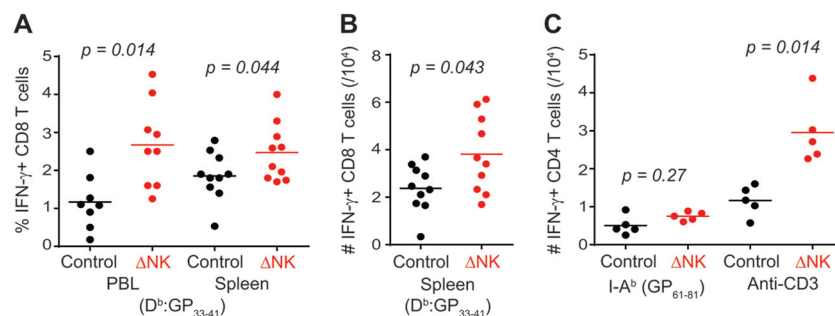 A
B
C
p = 0.014
p = 0.044
% IFN-γ+ CD8 T cells
5
4
3
2
1
0
Control
ΔNK
Control
ΔNK
PBL
Spleen
(Dᵇ:GP₃₃₋₄₁)
p = 0.043
# IFN-γ+ CD8 T cells (/10⁴)
8
6
4
2
0
Control
ΔNK
Spleen
(Dᵇ:GP₃₃₋₄₁)
p = 0.014
p = 0.27
# IFN-γ+ CD4 T cells (/10⁴)
5
4
3
2
1
0
Control
ΔNK
Control
ΔNK
I-Aᵇ (GP₆₁₋₈₁)
Anti-CD3